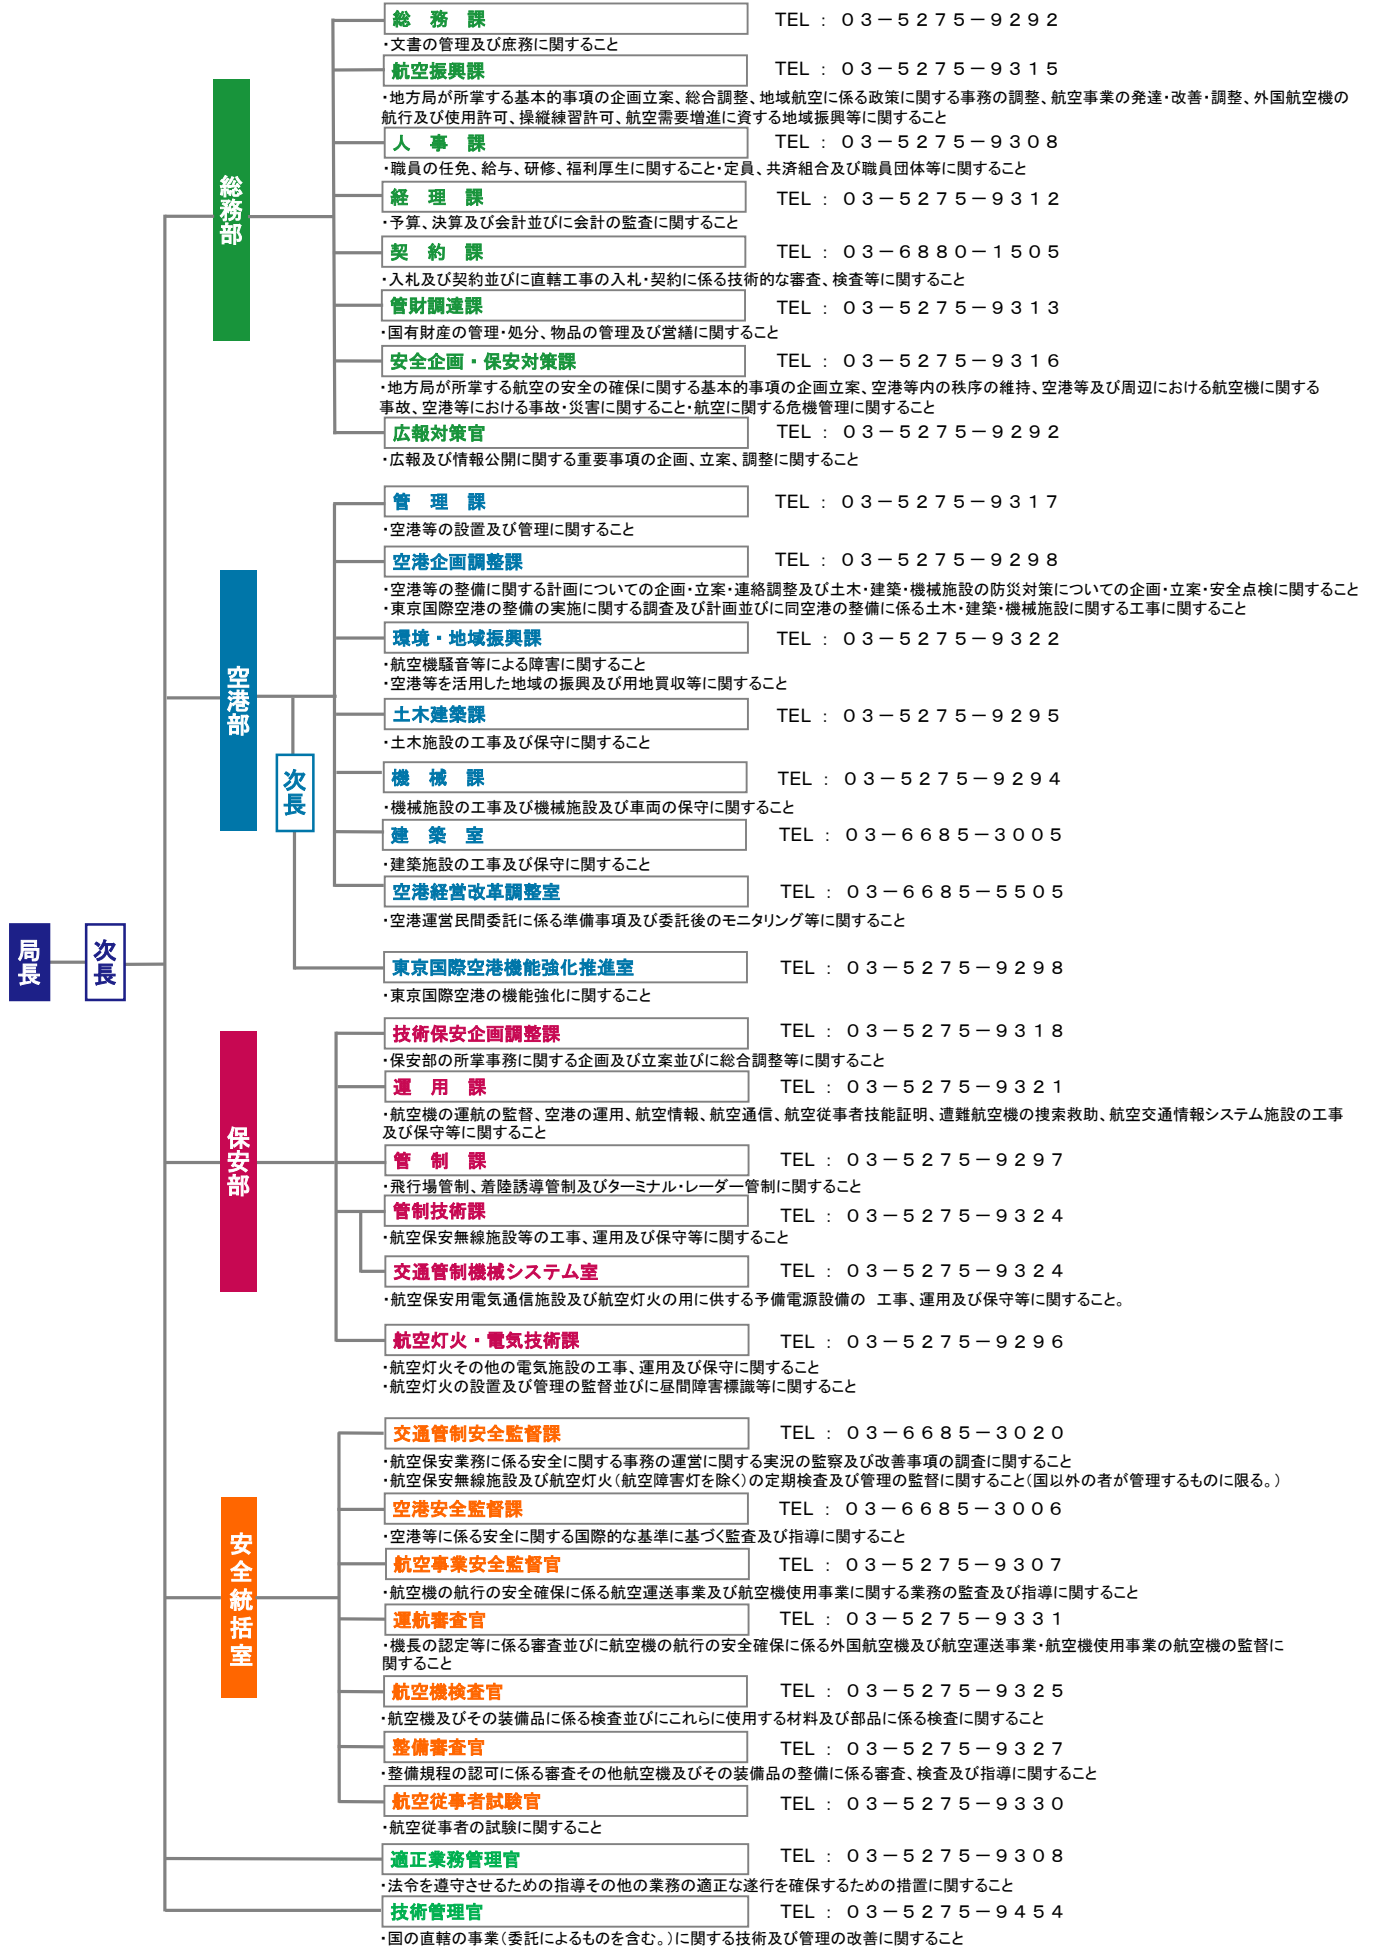 局長
次長
総務部
総　務　課　TEL：０３－５２７５－９２９２
・文書の管理及び庶務に関すること
航空振興課　TEL：０３－５２７５－９３１５
・地方局が所掌する基本的事項の企画立案、総合調整、地域航空に係る政策に関する事務の調整、航空事業の発達・改善・調整、外国航空機の
航行及び使用許可、操縦練習許可、航空需要増進に資する地域振興等に関すること
人　事　課　TEL：０３－５２７５－９３０８
・職員の任免、給与、研修、福利厚生に関すること・定員、共済組合及び職員団体等に関すること
経　理　課　TEL：０３－５２７５－９３１２
・予算、決算及び会計並びに会計の監査に関すること
契　約　課　TEL：０３－６８８０－１５０５
・入札及び契約並びに直轄工事の入札・契約に係る技術的な審査、検査等に関すること
管財調達課　TEL：０３－５２７５－９３１３
・国有財産の管理・処分、物品の管理及び営繕に関すること
安全企画・保安対策課　TEL：０３－５２７５－９３１６
・地方局が所掌する航空の安全の確保に関する基本的事項の企画立案、空港等内の秩序の維持、空港等及び周辺における航空機に関する
事故、空港等における事故・災害に関すること・航空に関する危機管理に関すること
広報対策官　TEL：０３－５２７５－９２９２
・広報及び情報公開に関する重要事項の企画、立案、調整に関すること
空港部
次長
管　理　課　TEL：０３－５２７５－９３１７
・空港等の設置及び管理に関すること
空港企画調整課　TEL：０３－５２７５－９２９８
・空港等の整備に関する計画についての企画・立案・連絡調整及び土木・建築・機械施設の防災対策についての企画・立案・安全点検に関すること
・東京国際空港の整備の実施に関する調査及び計画並びに同空港の整備に係る土木・建築・機械施設に関する工事に関すること
環境・地域振興課　TEL：０３－５２７５－９３２２
・航空機騒音等による障害に関すること
・空港等を活用した地域の振興及び用地買収等に関すること
土木建築課　TEL：０３－５２７５－９２９５
・土木施設の工事及び保守に関すること
機　械　課　TEL：０３－５２７５－９２９４
・機械施設の工事及び機械施設及び車両の保守に関すること
建　築　室　TEL：０３－６６８５－３００５
・建築施設の工事及び保守に関すること
空港経営改革調整室　TEL：０３－６６８５－５５０５
・空港運営民間委託に係る準備事項及び委託後のモニタリング等に関すること
東京国際空港機能強化推進室　TEL：０３－５２７５－９２９８
・東京国際空港の機能強化に関すること
保安部
技術保安企画調整課　TEL：０３－５２７５－９３１８
・保安部の所掌事務に関する企画及び立案並びに総合調整等に関すること
運　用　課　TEL：０３－５２７５－９３２１
・航空機の運航の監督、空港の運用、航空情報、航空通信、航空従事者技能証明、遭難航空機の捜索救助、航空交通情報システム施設の工事
及び保守等に関すること
管　制　課　TEL：０３－５２７５－９２９７
・飛行場管制、着陸誘導管制及びターミナル・レーダー管制に関すること
管制技術課　TEL：０３－５２７５－９３２４
・航空保安無線施設等の工事、運用及び保守等に関すること
交通管制機械システム室　TEL：０３－５２７５－９３２４
・航空保安用電気通信施設及び航空灯火の用に供する予備電源設備の　工事、運用及び保守等に関すること。
航空灯火・電気技術課　TEL：０３－５２７５－９２９６
・航空灯火その他の電気施設の工事、運用及び保守に関すること
・航空灯火の設置及び管理の監督並びに昼間障害標識等に関すること
安全統括室
交通管制安全監督課　TEL：０３－６６８５－３０２０
・航空保安業務に係る安全に関する事務の運営に関する実況の監察及び改善事項の調査に関すること
・航空保安無線施設及び航空灯火（航空障害灯を除く）の定期検査及び管理の監督に関すること（国以外の者が管理するものに限る。）
空港安全監督課　TEL：０３－６６８５－３００６
・空港等に係る安全に関する国際的な基準に基づく監査及び指導に関すること
航空事業安全監督官　TEL：０３－５２７５－９３０７
・航空機の航行の安全確保に係る航空運送事業及び航空機使用事業に関する業務の監査及び指導に関すること
運航審査官　TEL：０３－５２７５－９３３１
・機長の認定等に係る審査並びに航空機の航行の安全確保に係る外国航空機及び航空運送事業・航空機使用事業の航空機の監督に
関すること
航空機検査官　TEL：０３－５２７５－９３２５
・航空機及びその装備品に係る検査並びにこれらに使用する材料及び部品に係る検査に関すること
整備審査官　TEL：０３－５２７５－９３２７
・整備規程の認可に係る審査その他航空機及びその装備品の整備に係る審査、検査及び指導に関すること
航空従事者試験官　TEL：０３－５２７５－９３３０
・航空従事者の試験に関すること
適正業務管理官　TEL：０３－５２７５－９３０８
・法令を遵守させるための指導その他の業務の適正な遂行を確保するための措置に関すること
技術管理官　TEL：０３－５２７５－９４５４
・国の直轄の事業（委託によるものを含む。）に関する技術及び管理の改善に関すること